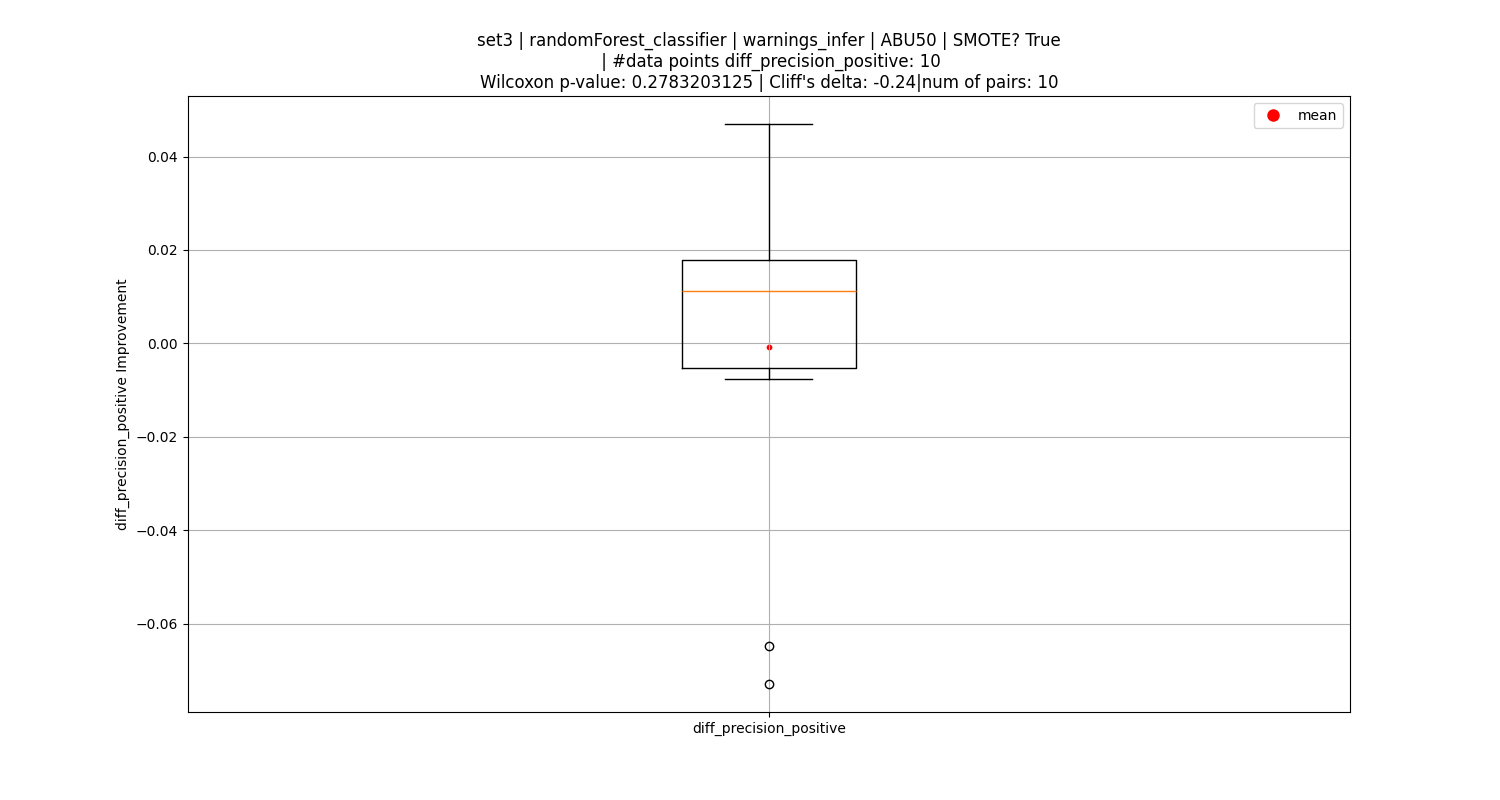 set3 | randomForest_classifier | warnings_infer | ABU50 | SMOTE? True
| #data points diff_precision_positive: 10
Wilcoxon p-value: 0.2783203125 | Cliff's delta: -0.24|num of pairs: 10
mean
0.04
0.02
0.00
−0.02
−0.04
−0.06
diff_precision_positive Improvement
diff_precision_positive